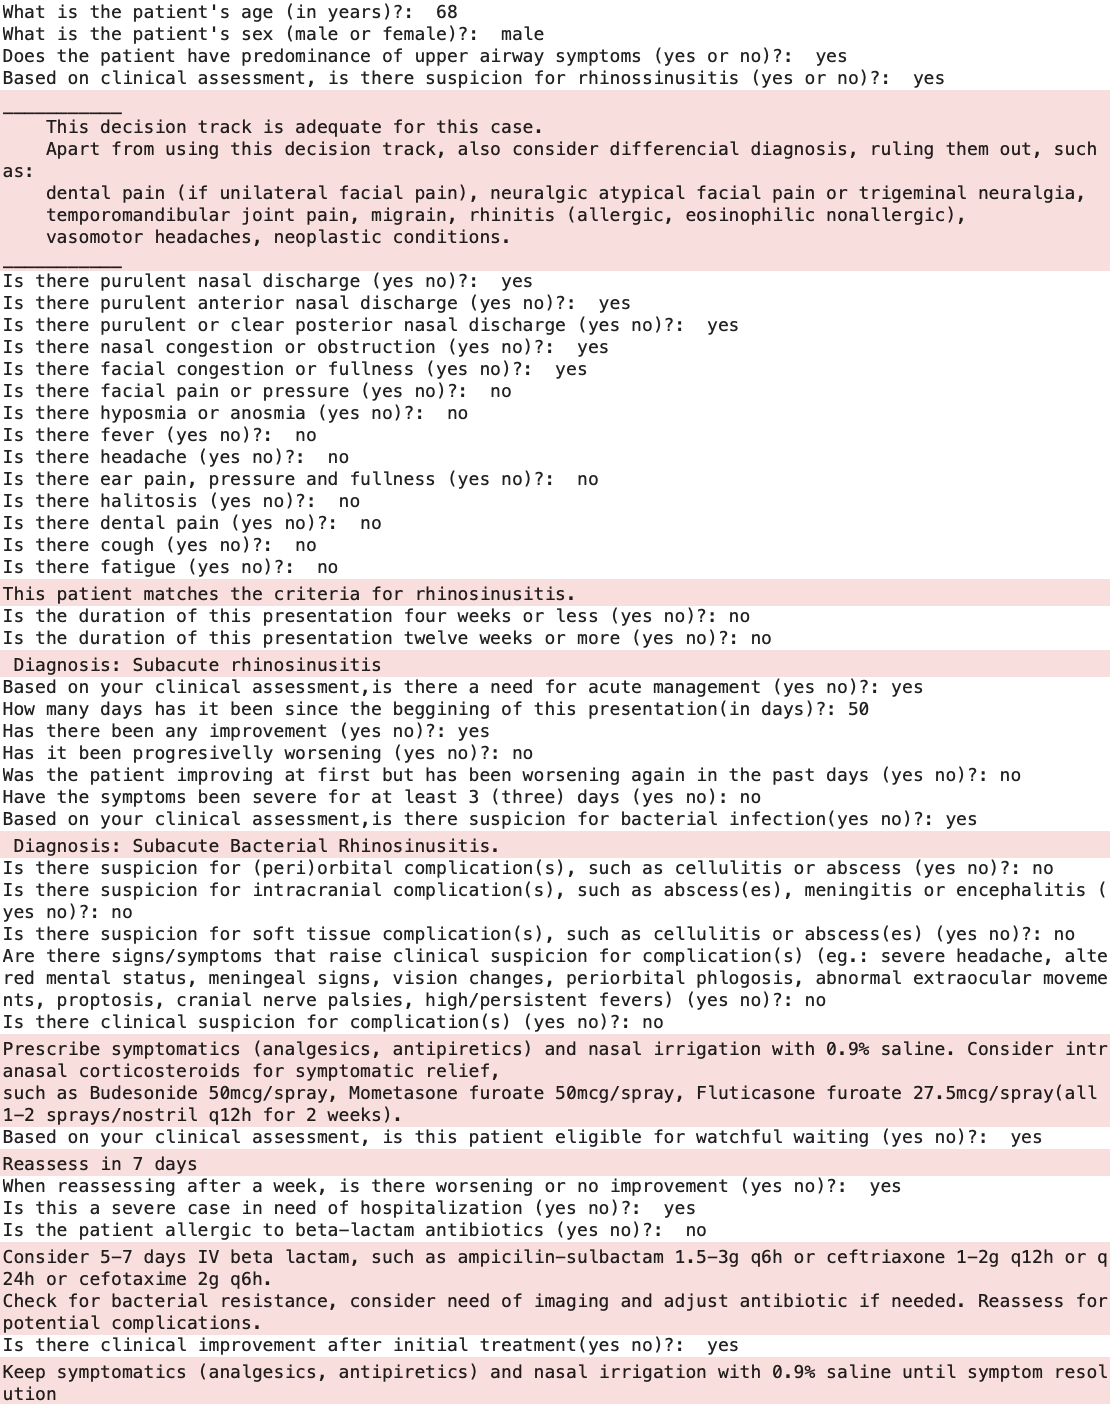 What is the patient's age (in years)?:  68
What is the patient's sex (male or female)?:  male
Does the patient have predominance of upper airway symptoms (yes or no)?:  yes
Based on clinical assessment, is there suspicion for rhinossinusitis (yes or no)?:  yes
___________
    This decision track is adequate for this case.
    Apart from using this decision track, also consider differencial diagnosis, ruling them out, such
as:
    dental pain (if unilateral facial pain), neuralgic atypical facial pain or trigeminal neuralgia,
    temporomandibular joint pain, migrain, rhinitis (allergic, eosinophilic nonallergic),
    vasomotor headaches, neoplastic conditions.
___________
Is there purulent nasal discharge (yes no)?:  yes
Is there purulent anterior nasal discharge (yes no)?:  yes
Is there purulent or clear posterior nasal discharge (yes no)?:  yes
Is there nasal congestion or obstruction (yes no)?:  yes
Is there facial congestion or fullness (yes no)?:  yes
Is there facial pain or pressure (yes no)?:  no
Is there hyposmia or anosmia (yes no)?:  no
Is there fever (yes no)?:  no
Is there headache (yes no)?:  no
Is there ear pain, pressure and fullness (yes no)?:  no
Is there halitosis (yes no)?:  no
Is there dental pain (yes no)?:  no
Is there cough (yes no)?:  no
Is there fatigue (yes no)?:  no
This patient matches the criteria for rhinosinusitis.
Is the duration of this presentation four weeks or less (yes no)?: no
Is the duration of this presentation twelve weeks or more (yes no)?: no
 Diagnosis: Subacute rhinosinusitis
Based on your clinical assessment,is there a need for acute management (yes no)?: yes
How many days has it been since the beggining of this presentation(in days)?: 50
Has there been any improvement (yes no)?: yes
Has it been progresivelly worsening (yes no)?: no
Was the patient improving at first but has been worsening again in the past days (yes no)?: no
Have the symptoms been severe for at least 3 (three) days (yes no): no
Based on your clinical assessment,is there suspicion for bacterial infection(yes no)?: yes
 Diagnosis: Subacute Bacterial Rhinosinusitis.
Is there suspicion for (peri)orbital complication(s), such as cellulitis or abscess (yes no)?: no
Is there suspicion for intracranial complication(s), such as abscess(es), meningitis or encephalitis (
yes no)?: no
Is there suspicion for soft tissue complication(s), such as cellulitis or abscess(es) (yes no)?: no
Are there signs/symptoms that raise clinical suspicion for complication(s) (eg.: severe headache, alte
red mental status, meningeal signs, vision changes, periorbital phlogosis, abnormal extraocular moveme
nts, proptosis, cranial nerve palsies, high/persistent fevers) (yes no)?: no
Is there clinical suspicion for complication(s) (yes no)?: no
Prescribe symptomatics (analgesics, antipiretics) and nasal irrigation with 0.9% saline. Consider intr
anasal corticosteroids for symptomatic relief,
such as Budesonide 50mcg/spray, Mometasone furoate 50mcg/spray, Fluticasone furoate 27.5mcg/spray(all
1-2 sprays/nostril q12h for 2 weeks).
Based on your clinical assessment, is this patient eligible for watchful waiting (yes no)?:  yes
Reassess in 7 days
When reassessing after a week, is there worsening or no improvement (yes no)?:  yes
Is this a severe case in need of hospitalization (yes no)?:  yes
Is the patient allergic to beta-lactam antibiotics (yes no)?:  no
Consider 5-7 days IV beta lactam, such as ampicilin-sulbactam 1.5-3g q6h or ceftriaxone 1-2g q12h or q
24h or cefotaxime 2g q6h.
Check for bacterial resistance, consider need of imaging and adjust antibiotic if needed. Reassess for
potential complications.
Is there clinical improvement after initial treatment(yes no)?:  yes
Keep symptomatics (analgesics, antipiretics) and nasal irrigation with 0.9% saline until symptom resol
ution